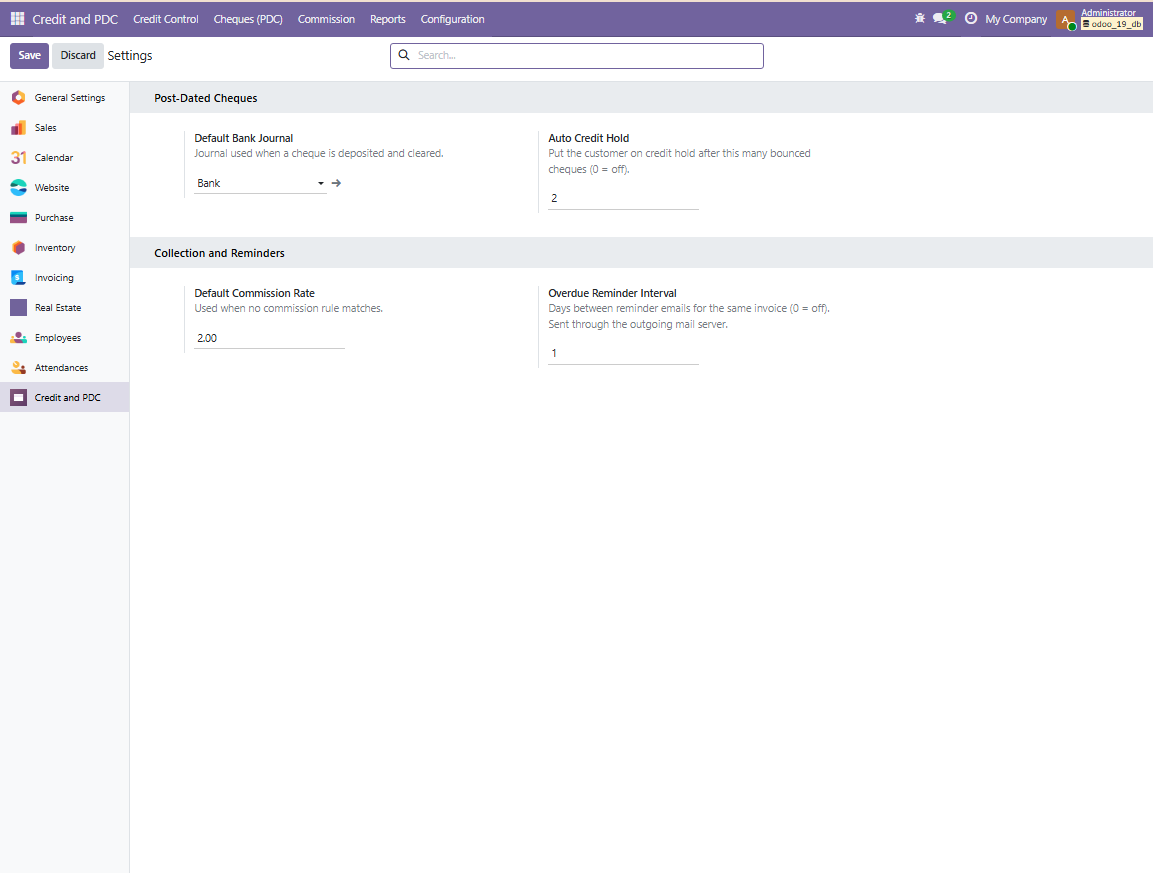 Credit and PDC Credit Control Cheques (PDC) Commission Reports Configuration 2 My Company A Administrator odoo_19_db
Save Discard Settings Search...
General Settings
Sales
31 Calendar
Website
Purchase
Inventory
$ Invoicing
Real Estate
Employees
Attendances
Credit and PDC
Post-Dated Cheques
Default Bank Journal
Journal used when a cheque is deposited and cleared.
Bank
Auto Credit Hold
Put the customer on credit hold after this many bounced
cheques (0 = off).
2
Collection and Reminders
Default Commission Rate
Used when no commission rule matches.
2.00
Overdue Reminder Interval
Days between reminder emails for the same invoice (0 = off).
Sent through the outgoing mail server.
1